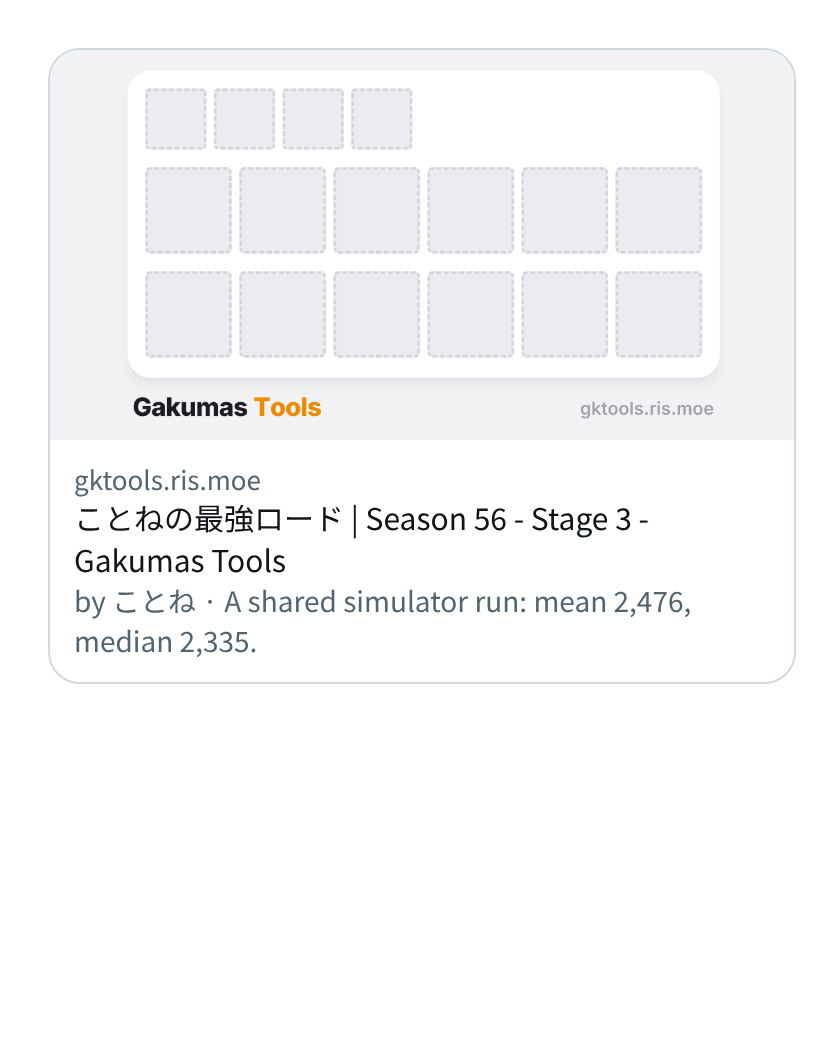 Gakumas Tools
gktools.ris.moe
gktools.ris.moe
ことねの最強ロード | Season 56 - Stage 3 -
Gakumas Tools
by ことね · A shared simulator run: mean 2,476,
median 2,335.